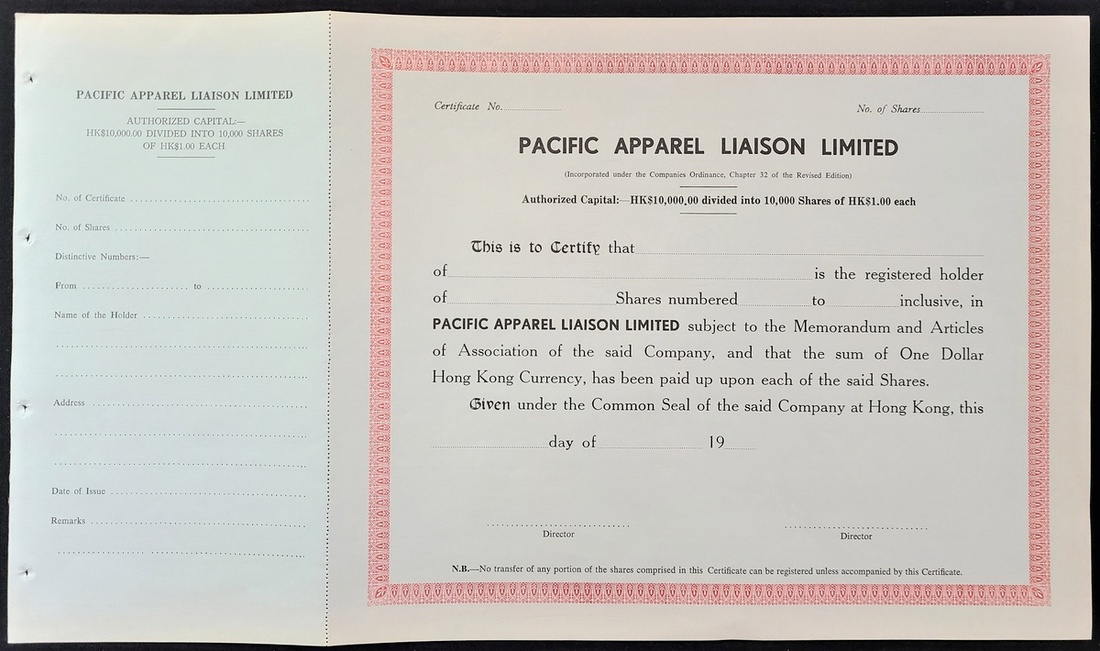 PACIFIC APPAREL LIAISON LIMITED
AUTHORIZED CAPITAL:—
HK$10,000.00 DIVIDED INTO 10,000 SHARES
OF HK$1.00 EACH
No. of Certificate
No. of Shares
Distinctive Numbers:—
From to
Name of the Holder
Address
Date of Issue
Remarks
Certificate No. No. of Shares
PACIFIC APPAREL LIAISON LIMITED
(Incorporated under the Companies Ordinance, Chapter 32 of the Revised Edition)
Authorized Capital:—HK$10,000,00 divided into 10,000 Shares of HK$1.00 each
This is to Certify that
of is the registered holder
of Shares numbered to inclusive, in
PACIFIC APPAREL LIAISON LIMITED subject to the Memorandum and Articles
of Association of the said Company, and that the sum of One Dollar
Hong Kong Currency, has been paid up upon each of the said Shares.
Given under the Common Seal of the said Company at Hong Kong, this
day of 19
Director Director
N.B.—No transfer of any portion of the shares comprised in this Certificate can be registered unless accompanied by this Certificate.